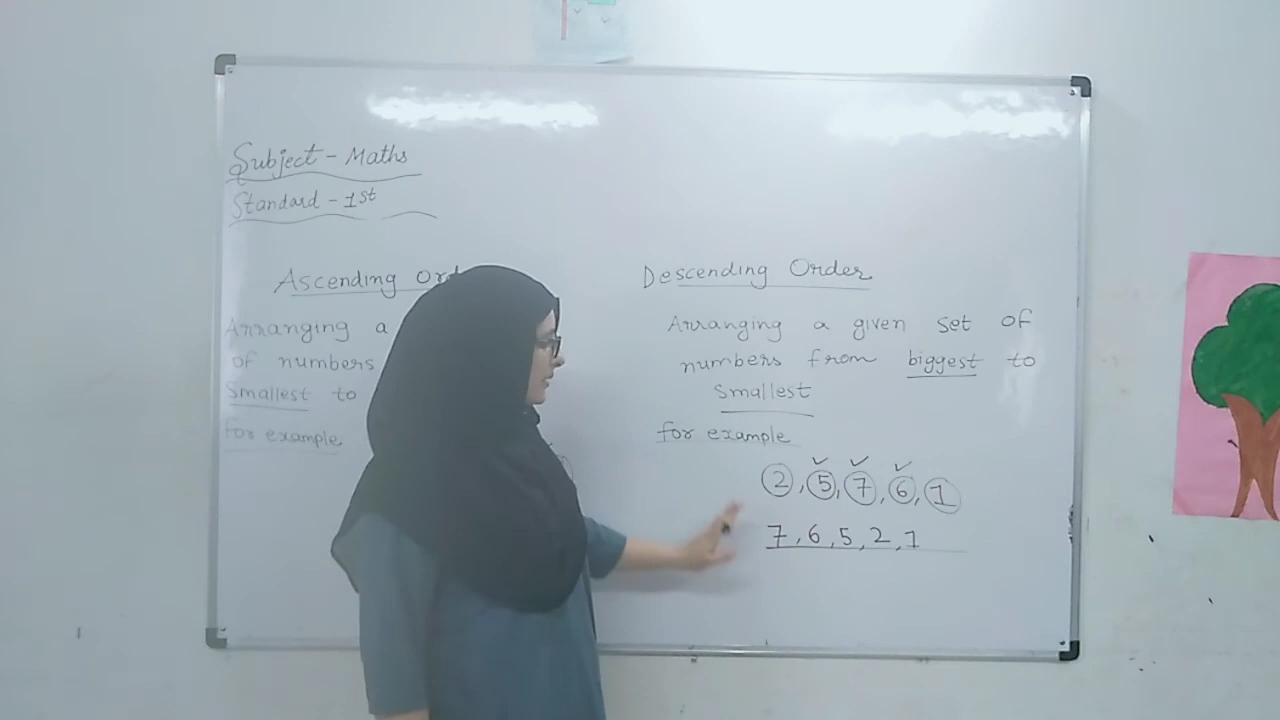 Subject - Maths
Standard - 1st
Ascending
Arranging a
of numbers
Smallest to
for example
Descending Order
Arranging a given set of
numbers from biggest to
smallest
for example
2, 5, 7, 6, 1
7, 6, 5, 2, 1